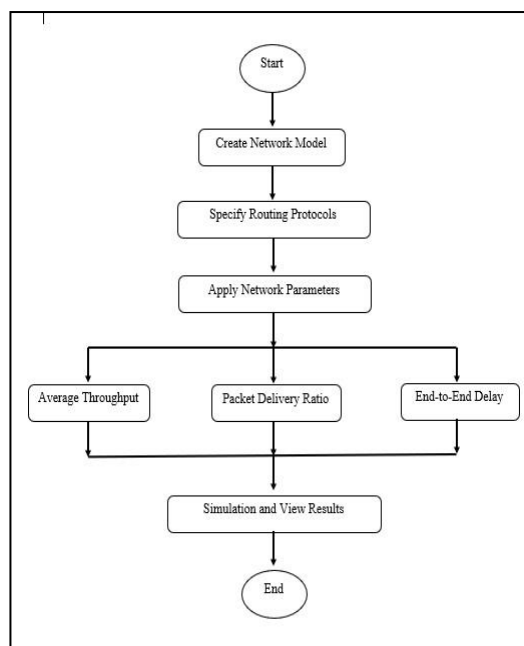 Start
Create Network Model
Specify Routing Protocols
Apply Network Parameters
Average Throughput
Packet Delivery Ratio
End-to-End Delay
Simulation and View Results
End